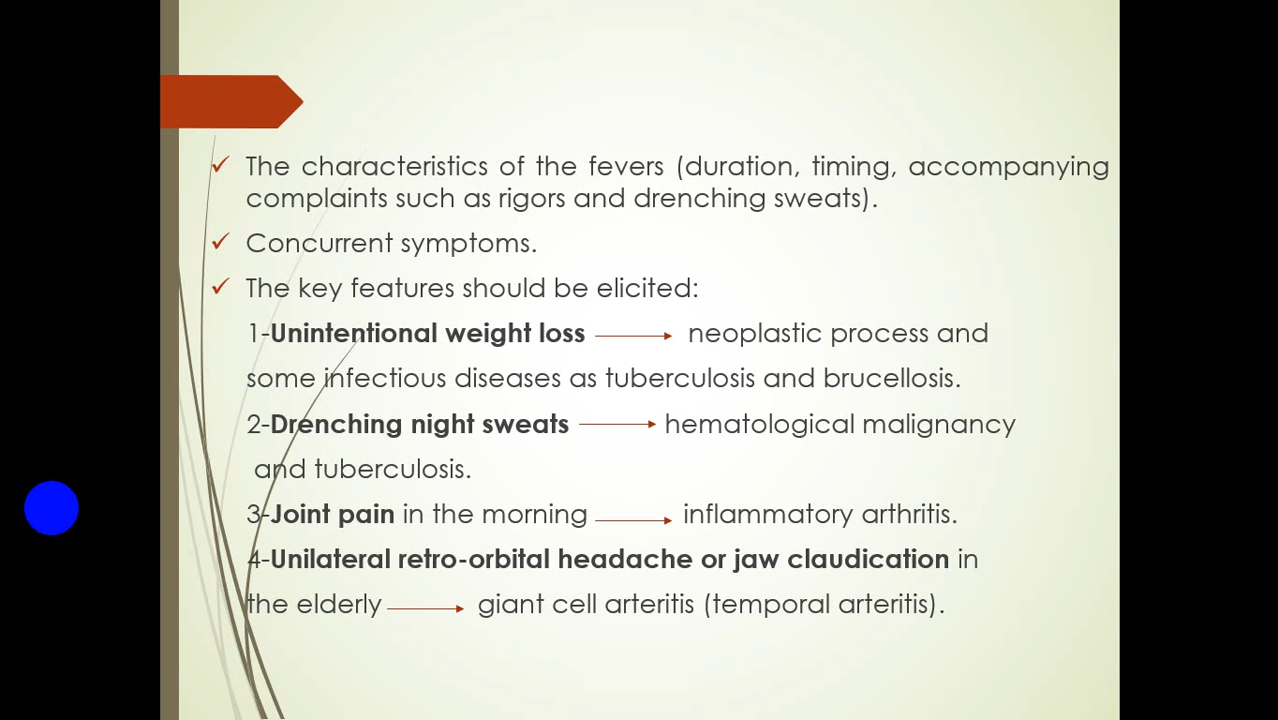 The characteristics of the fevers (duration, timing, accompanying
complaints such as rigors and drenching sweats).
Concurrent symptoms.
The key features should be elicited:
1-Unintentional weight loss neoplastic process and
some infectious diseases as tuberculosis and brucellosis.
2-Drenching night sweats hematological malignancy
and tuberculosis.
3-Joint pain in the morning inflammatory arthritis.
4-Unilateral retro-orbital headache or jaw claudication in
the elderly giant cell arteritis (temporal arteritis).